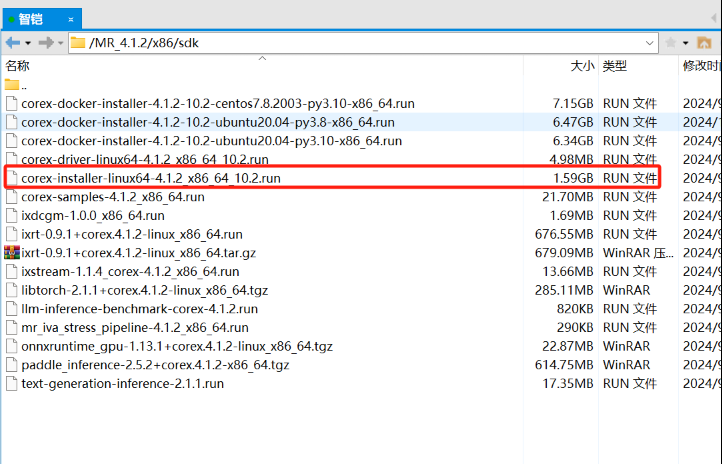 智铠 ×
/MR_4.1.2/x86/sdk
名称 大小 类型 修改时间
..
corex-docker-installer-4.1.2-10.2-centos7.8.2003-py3.10-x86_64.run 7.15GB RUN 文件 2024/9
corex-docker-installer-4.1.2-10.2-ubuntu20.04-py3.8-x86_64.run 6.47GB RUN 文件 2024/1
corex-docker-installer-4.1.2-10.2-ubuntu20.04-py3.10-x86_64.run 6.34GB RUN 文件 2024/9
corex-driver-linux64-4.1.2_x86_64_10.2.run 4.98MB RUN 文件 2024/9
corex-installer-linux64-4.1.2_x86_64_10.2.run 1.59GB RUN 文件 2024/9
corex-samples-4.1.2_x86_64.run 21.70MB RUN 文件 2024/9
ixdcgm-1.0.0_x86_64.run 1.69MB RUN 文件 2024/9
ixrt-0.9.1+corex.4.1.2-linux_x86_64.run 676.55MB RUN 文件 2024/9
ixrt-0.9.1+corex.4.1.2-linux_x86_64.tar.gz 679.09MB WinRAR 压... 2024/9
ixstream-1.1.4_corex-4.1.2_x86_64.run 13.66MB RUN 文件 2024/9
libtorch-2.1.1+corex.4.1.2-linux_x86_64.tgz 285.11MB WinRAR 2024/9
llm-inference-benchmark-corex-4.1.2.run 820KB RUN 文件 2024/9
mr_iva_stress_pipeline-4.1.2_x86_64.run 290KB RUN 文件 2024/9
onnxruntime_gpu-1.13.1+corex.4.1.2-linux_x86_64.tgz 22.87MB WinRAR 2024/9
paddle_inference-2.5.2+corex.4.1.2-x86_64.tgz 614.75MB WinRAR 2024/9
text-generation-inference-2.1.1.run 17.35MB RUN 文件 2024/9